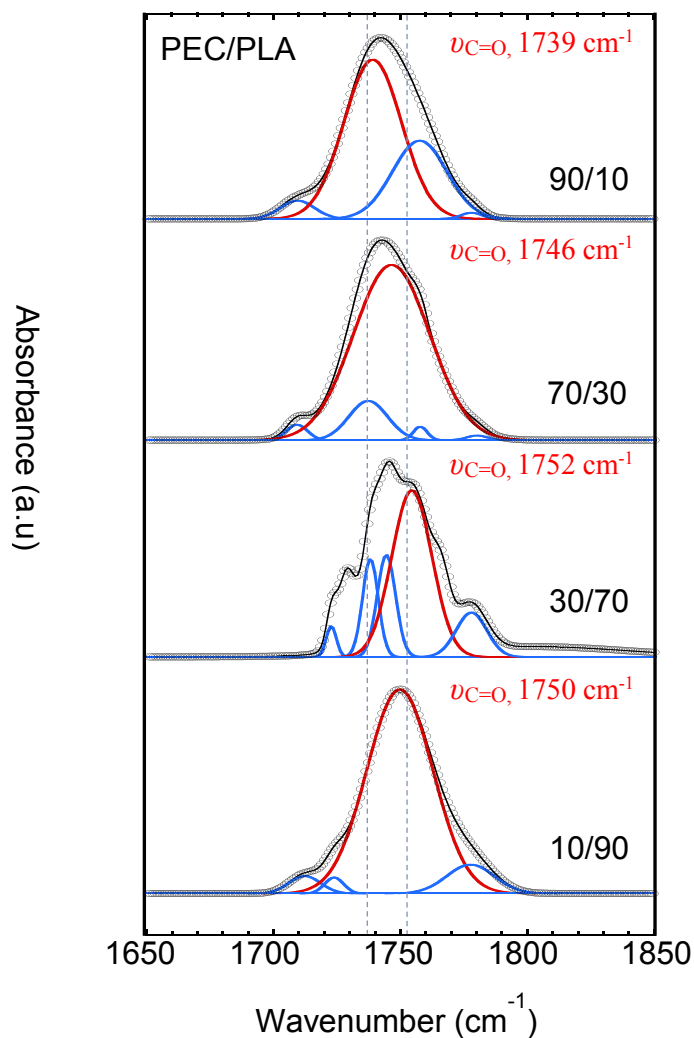 PEC/PLA
υC=O, 1739 cm-1
90/10
υC=O, 1746 cm-1
70/30
υC=O, 1752 cm-1
30/70
υC=O, 1750 cm-1
10/90
Absorbance (a.u)
1650 1700 1750 1800 1850
Wavenumber (cm-1)